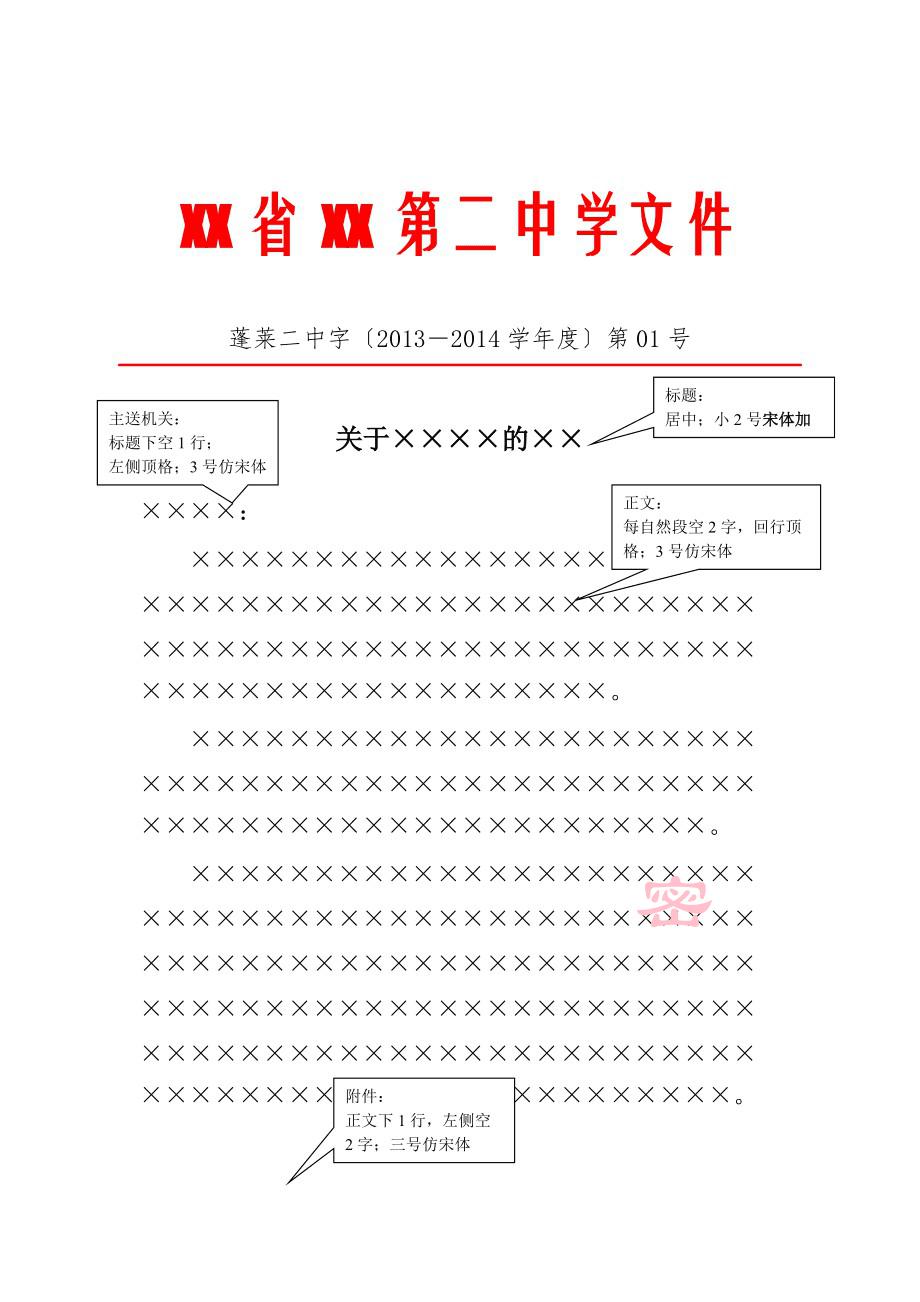 XX省XX第二中学文件
蓬莱二中字〔2013－2014学年度〕第01号
标题：
居中；小2号宋体加
主送机关：
标题下空1行；
左侧顶格；3号仿宋体
关于××××的××
××××：
正文：
每自然段空2字，回行顶
格；3号仿宋体
×××××××××××××××××
×××××××××××××××××××××××××
×××××××××××××××××××××××××
×××××××××××××××××××。
×××××××××××××××××××××××
×××××××××××××××××××××××××
×××××××××××××××××××××××。
×××××××××××××××××××××××
密
×××××××××××××××××××××××××
×××××××××××××××××××××××××
×××××××××××××××××××××××××
×××××××××××××××××××××××××
×××××××× ×××××××××。
附件：
正文下1行，左侧空
2字；三号仿宋体